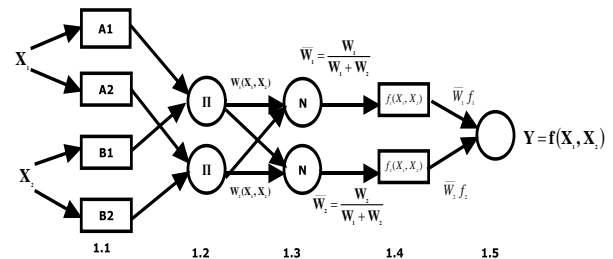 A1
A2
B1
B2
X₁
X₂
Π
Π
W₁(X₁, X₂)
W₂(X₁, X₂)
N
N
W̅₁ = W₁ / (W₁ + W₂)
W̅₂ = W₂ / (W₁ + W₂)
f₁(X₁, X₂)
f₂(X₁, X₂)
W̅₁ f₁
W̅₂ f₂
Y = f(X₁, X₂)
1.1 1.2 1.3 1.4 1.5